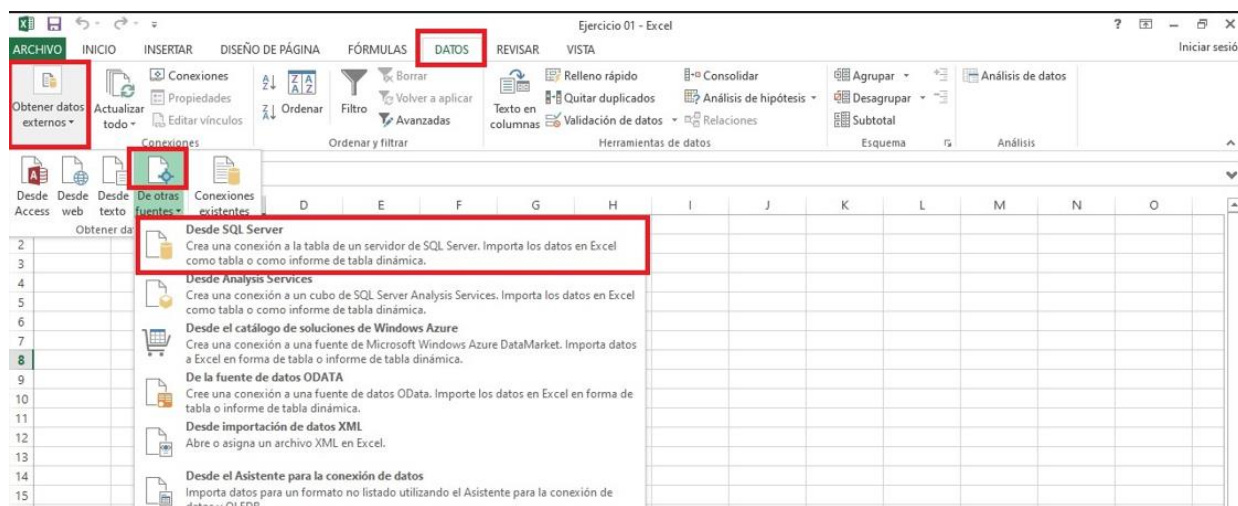 Ejercicio 01 - Excel
ARCHIVO INICIO INSERTAR DISEÑO DE PÁGINA FÓRMULAS DATOS REVISAR VISTA Iniciar sesió
Obtener datos externos
Actualizar todo
Conexiones
Propiedades
Editar vínculos
Conexiones
Ordenar
Filtro
Borrar
Volver a aplicar
Avanzadas
Ordenar y filtrar
Texto en columnas
Relleno rápido
Quitar duplicados
Validación de datos
Consolidar
Análisis de hipótesis
Relaciones
Herramientas de datos
Agrupar
Desagrupar
Subtotal
Esquema
Análisis de datos
Análisis
Desde Access
Desde web
Desde texto
De otras fuentes
Conexiones existentes
Obtener da
D E F G H I J K L M N O
2
3
4
5
6
7
8
9
10
11
12
13
14
15
Desde SQL Server
Crea una conexión a la tabla de un servidor de SQL Server. Importa los datos en Excel
como tabla o como informe de tabla dinámica.
Desde Analysis Services
Crea una conexión a un cubo de SQL Server Analysis Services. Importa los datos en Excel
como tabla o como informe de tabla dinámica.
Desde el catálogo de soluciones de Windows Azure
Crea una conexión a una fuente de Microsoft Windows Azure DataMarket. Importa datos
a Excel en forma de tabla o informe de tabla dinámica.
De la fuente de datos ODATA
Cree una conexión a una fuente de datos OData. Importe los datos en Excel en forma de
tabla o informe de tabla dinámica.
Desde importación de datos XML
Abre o asigna un archivo XML en Excel.
Desde el Asistente para la conexión de datos
Importa datos para un formato no listado utilizando el Asistente para la conexión de